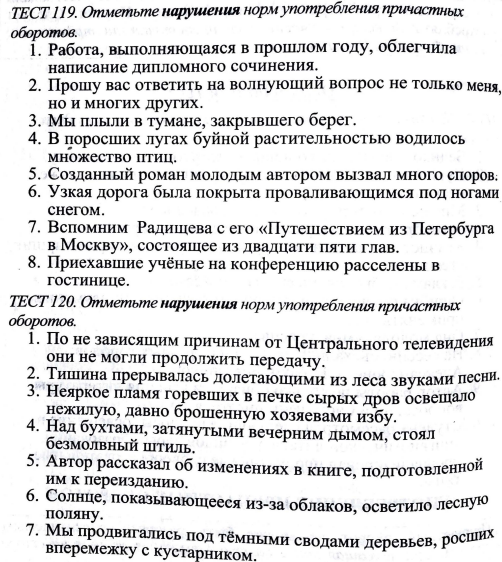 ТЕСТ 119. Отметьте нарушения норм употребления причастных
оборотов.
1. Работа, выполняющаяся в прошлом году, облегчила
написание дипломного сочинения.
2. Прошу вас ответить на волнующий вопрос не только меня,
но и многих других.
3. Мы плыли в тумане, закрывшего берег.
4. В поросших лугах буйной растительностью водилось
множество птиц.
5. Созданный роман молодым автором вызвал много споров.
6. Узкая дорога была покрыта проваливающимся под ногами
снегом.
7. Вспомним Радищева с его «Путешествием из Петербурга
в Москву», состоящее из двадцати пяти глав.
8. Приехавшие учёные на конференцию расселены в
гостинице.
ТЕСТ 120. Отметьте нарушения норм употребления причастных
оборотов.
1. По не зависящим причинам от Центрального телевидения
они не могли продолжить передачу.
2. Тишина прерывалась долетающими из леса звуками песни.
3. Неяркое пламя горевших в печке сырых дров освещало
нежилую, давно брошенную хозяевами избу.
4. Над бухтами, затянутыми вечерним дымом, стоял
безмолвный штиль.
5. Автор рассказал об изменениях в книге, подготовленной
им к переизданию.
6. Солнце, показывающееся из-за облаков, осветило лесную
поляну.
7. Мы продвигались под тёмными сводами деревьев, росших
вперемежку с кустарником.